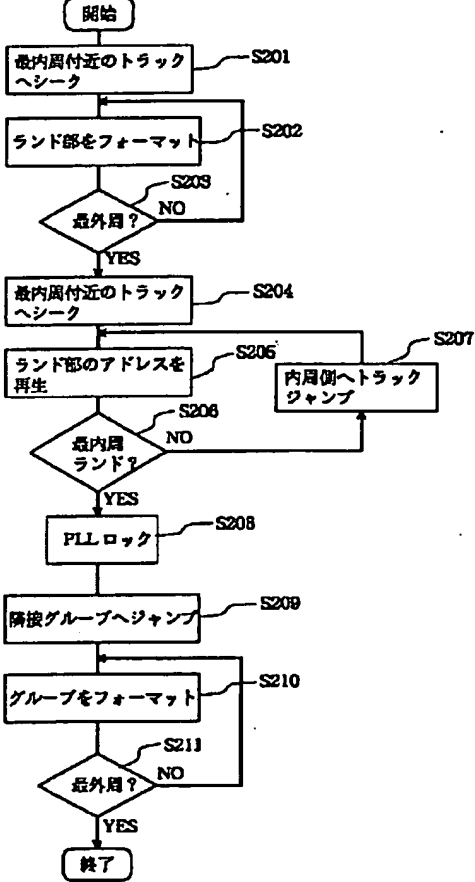 開始
最内周付近のトラック
へシーク
S201
ランド部をフォーマット
S202
最外周?
S203
NO
YES
最内周付近のトラック
へシーク
S204
ランド部のアドレスを
再生
S205
内周側へトラック
ジャンプ
S207
最内周
ランド?
S206
NO
YES
PLL ロック
S208
隣接グルーブへジャンプ
S209
グルーブをフォーマット
S210
最外周?
S211
NO
YES
終了